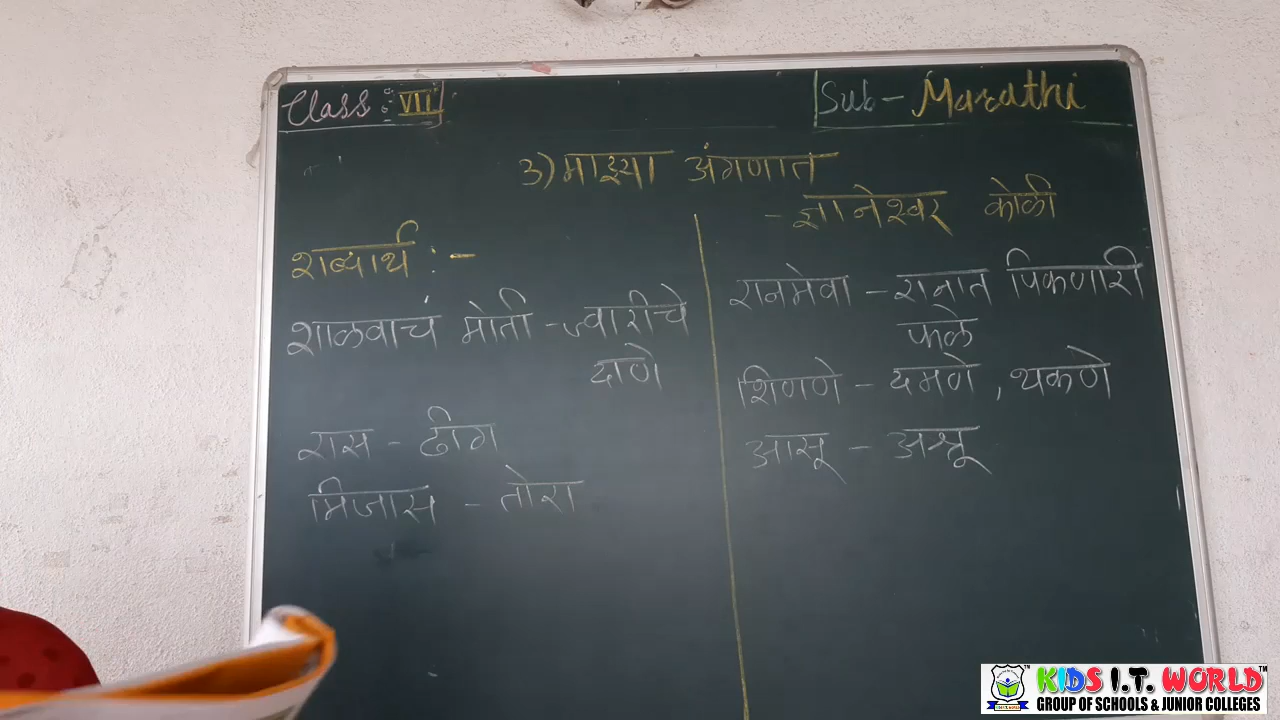 Class : VII
Sub - Marathi
3) माझ्या अंगणात
- ज्ञानेश्वर कोळी
शब्दार्थ :-
शाळवाचं मोती - ज्वारीचे
दाणे
रास - ढीग
मिजास - तोरा
रानमेवा - रानात पिकणारी
फळे
शिणणे - दमणे , थकणे
आसू - अश्रू
KIDS I.T. WORLD™
GROUP OF SCHOOLS & JUNIOR COLLEGES